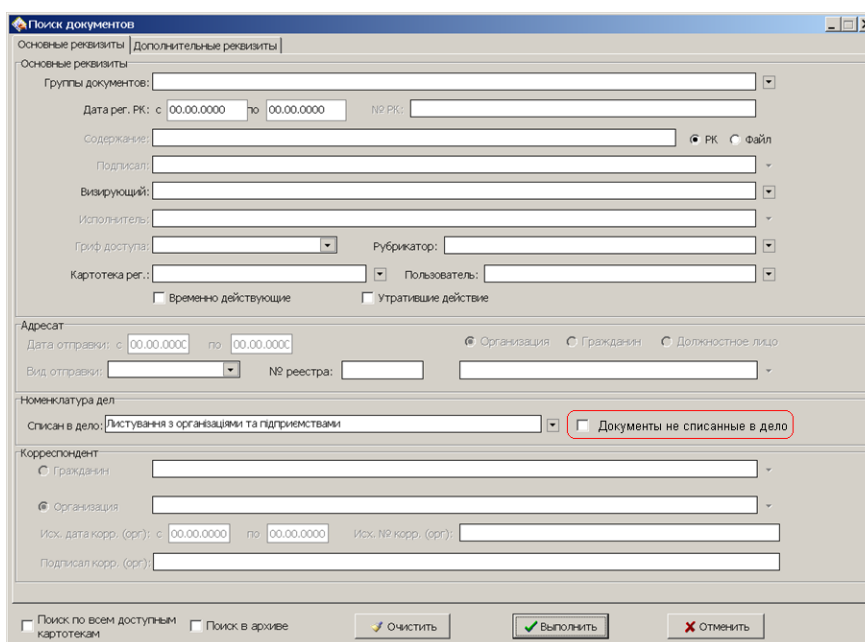 Поиск документов
Основные реквизиты Дополнительные реквизиты
Основные реквизиты
Группы документов:
Дата рег. РК: с 00.00.0000 по 00.00.0000 № РК:
Содержание: РК Файл
Подписал:
Визирующий:
Исполнитель:
Гриф доступа: Рубрикатор:
Картотека рег.: Пользователь:
Временно действующие Утратившие действие
Адресат
Дата отправки: с 00.00.000С по 00.00.000С Организация Гражданин Должностное лицо
Вид отправки: № реестра:
Номенклатура дел
Списан в дело: Листування з організаціями та підприємствами Документы не списанные в дело
Корреспондент
Гражданин
Организация
Исх. дата корр. (орг): с 00.00.0000 по 00.00.0000 Исх. № корр. (орг):
Подписал корр. (орг):
Поиск по всем доступным картотекам Поиск в архиве Очистить Выполнить Отменить